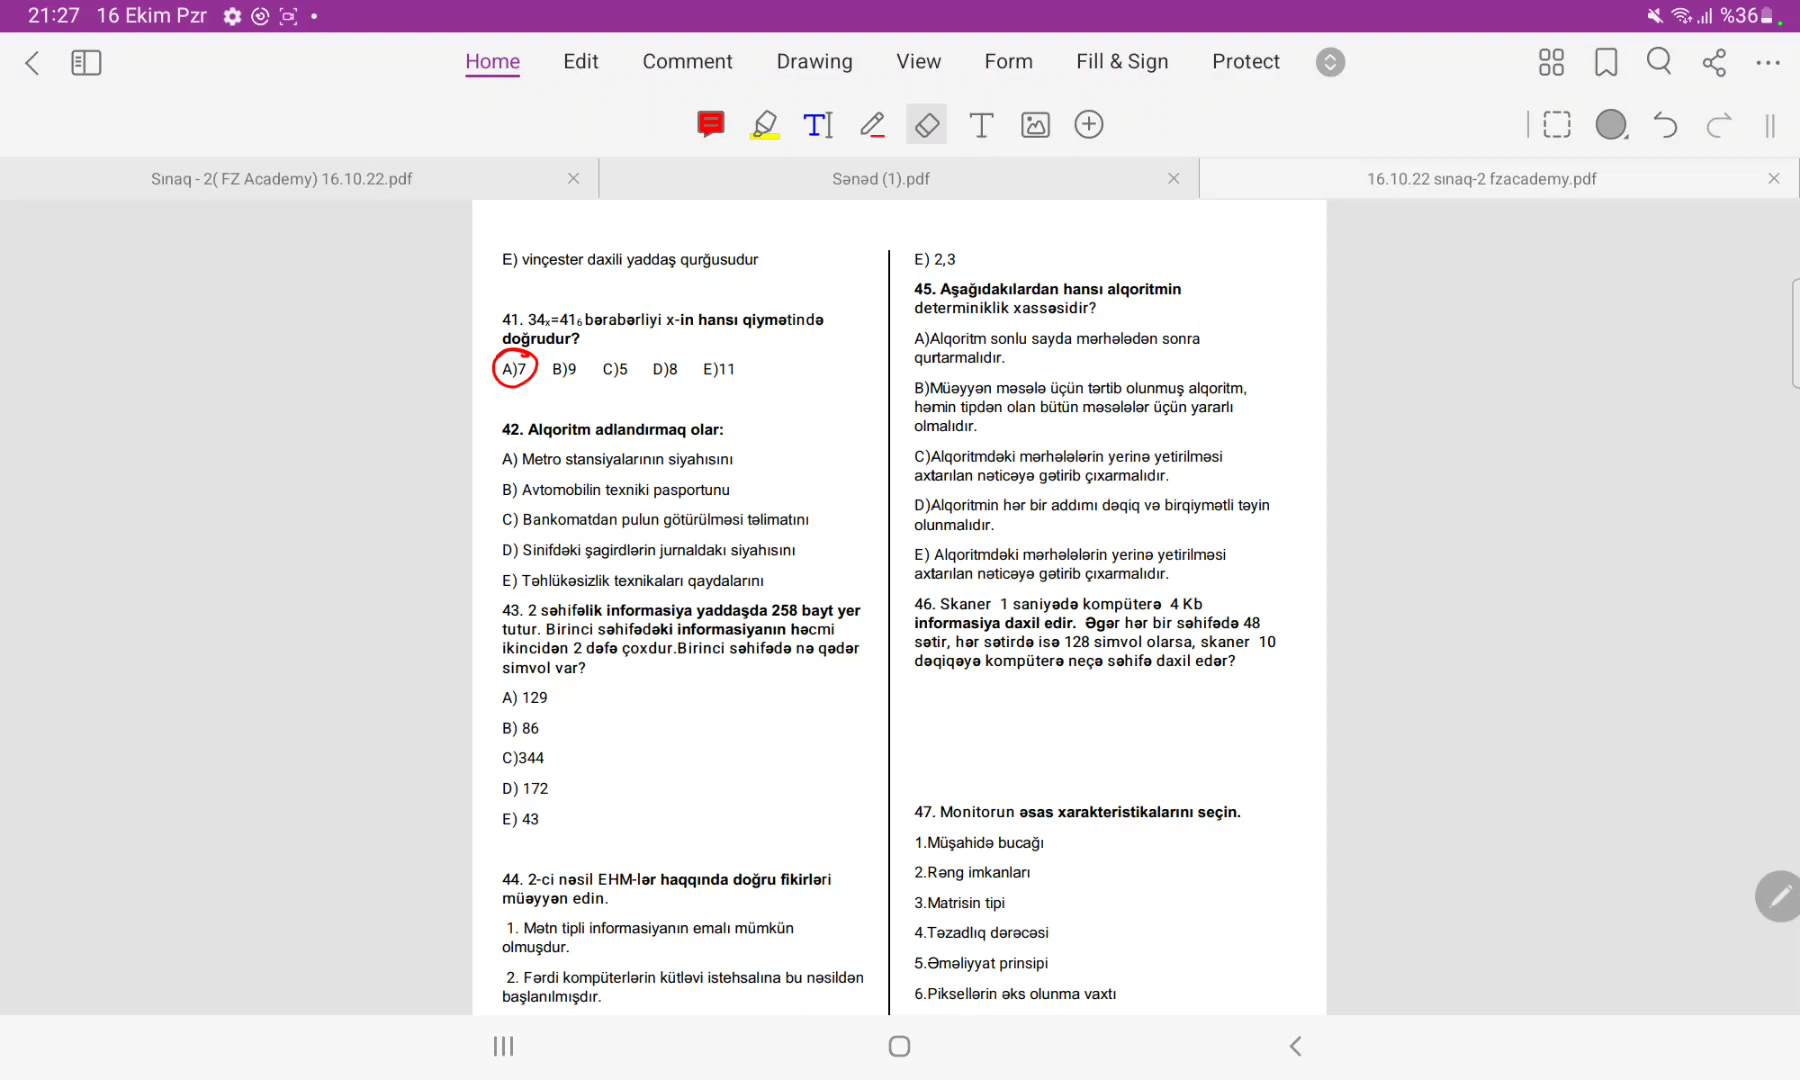 21:27 16 Ekim Pzr
%36
Home Edit Comment Drawing View Form Fill & Sign Protect
Sınaq - 2( FZ Academy) 16.10.22.pdf
Sənəd (1).pdf
16.10.22 sınaq-2 fzacademy.pdf
E) vinçester daxili yaddaş qurğusudur
41. 34ₓ=41₆ bərabərliyi x-in hansı qiymətində
doğrudur?
A)7 B)9 C)5 D)8 E)11
42. Alqoritm adlandırmaq olar:
A) Metro stansiyalarının siyahısını
B) Avtomobilin texniki pasportunu
C) Bankomatdan pulun götürülməsi təlimatını
D) Sinifdəki şagirdlərin jurnaldakı siyahısını
E) Təhlükəsizlik texnikaları qaydalarını
43. 2 səhifəlik informasiya yaddaşda 258 bayt yer
tutur. Birinci səhifədəki informasiyanın həcmi
ikincidən 2 dəfə çoxdur.Birinci səhifədə nə qədər
simvol var?
A) 129
B) 86
C)344
D) 172
E) 43
44. 2-ci nəsil EHM-lər haqqında doğru fikirləri
müəyyən edin.
1. Mətn tipli informasiyanın emalı mümkün
olmuşdur.
2. Fərdi kompüterlərin kütləvi istehsalına bu nəsildən
başlanılmışdır.
E) 2,3
45. Aşağıdakılardan hansı alqoritmin
determiniklik xassəsidir?
A)Alqoritm sonlu sayda mərhələdən sonra
qurtarmalıdır.
B)Müəyyən məsələ üçün tərtib olunmuş alqoritm,
həmin tipdən olan bütün məsələlər üçün yararlı
olmalıdır.
C)Alqoritmdəki mərhələlərin yerinə yetirilməsi
axtarılan nəticəyə gətirib çıxarmalıdır.
D)Alqoritmin hər bir addımı dəqiq və birqiymətli təyin
olunmalıdır.
E) Alqoritmdəki mərhələlərin yerinə yetirilməsi
axtarılan nəticəyə gətirib çıxarmalıdır.
46. Skaner 1 saniyədə kompüterə 4 Kb
informasiya daxil edir. Əgər hər bir səhifədə 48
sətir, hər sətirdə isə 128 simvol olarsa, skaner 10
dəqiqəyə kompüterə neçə səhifə daxil edər?
47. Monitorun əsas xarakteristikalarını seçin.
1.Müşahidə bucağı
2.Rəng imkanları
3.Matrisin tipi
4.Təzadlıq dərəcəsi
5.Əməliyyat prinsipi
6.Piksellərin əks olunma vaxtı